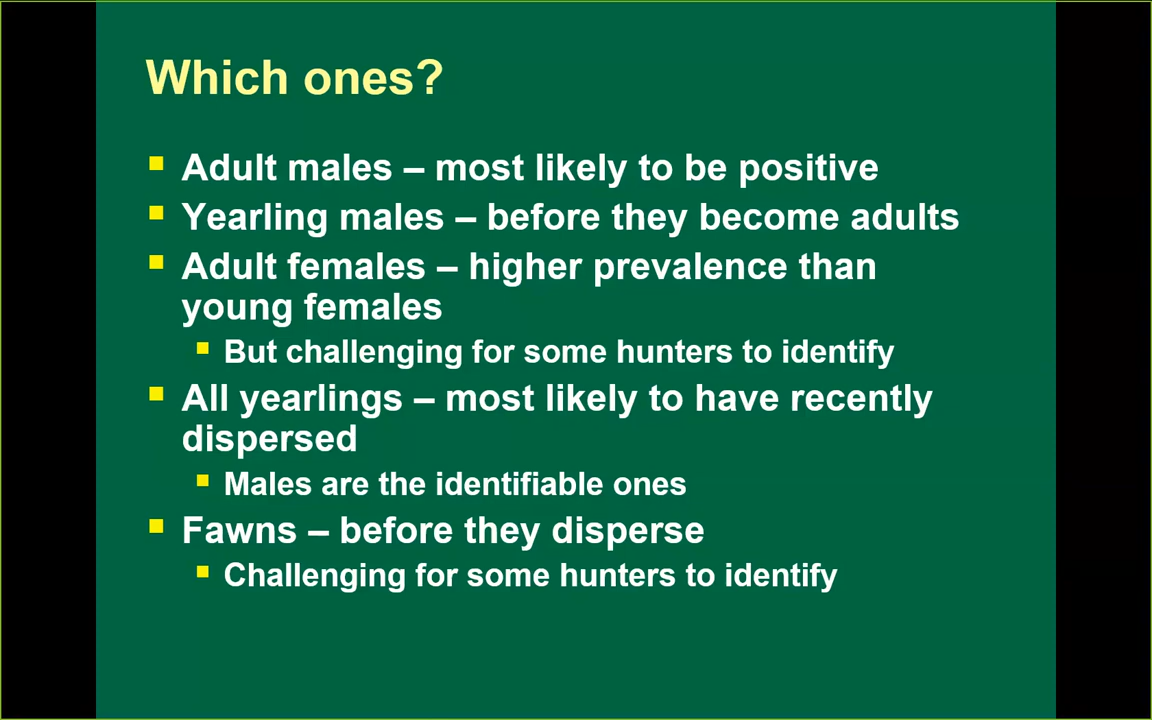 Which ones?
Adult males – most likely to be positive
Yearling males – before they become adults
Adult females – higher prevalence than
young females
But challenging for some hunters to identify
All yearlings – most likely to have recently
dispersed
Males are the identifiable ones
Fawns – before they disperse
Challenging for some hunters to identify